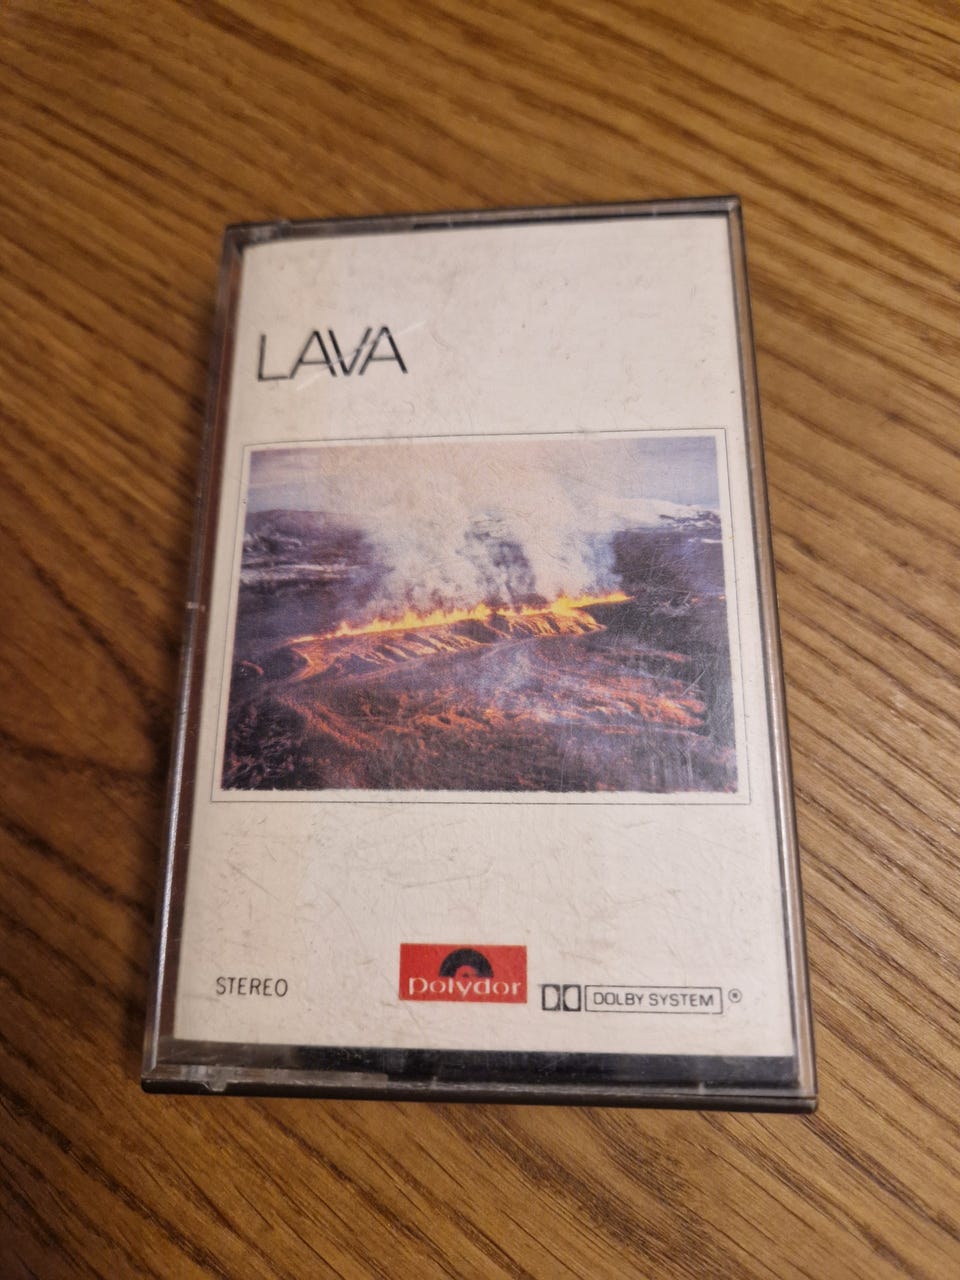 LAVA
STEREO
polydor
DOLBY SYSTEM ®